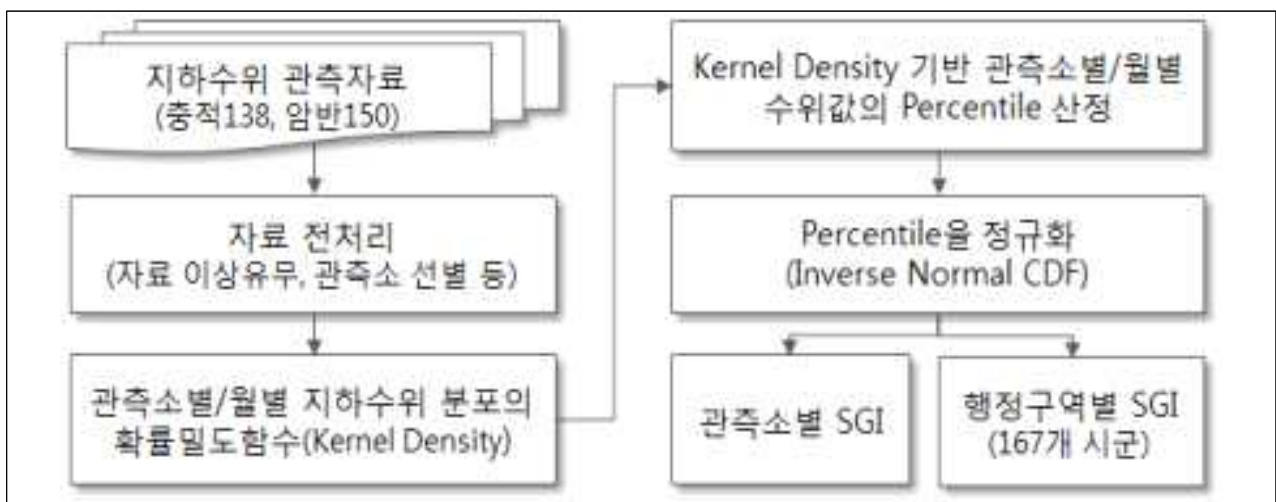 지하수위 관측자료
(충적138, 암반150)
자료 전처리
(자료 이상유무, 관측소 선별 등)
관측소별/월별 지하수위 분포의
확률밀도함수(Kernel Density)
Kernel Density 기반 관측소별/월별
수위값의 Percentile 산정
Percentile을 정규화
(Inverse Normal CDF)
관측소별 SGI
행정구역별 SGI
(167개 시군)